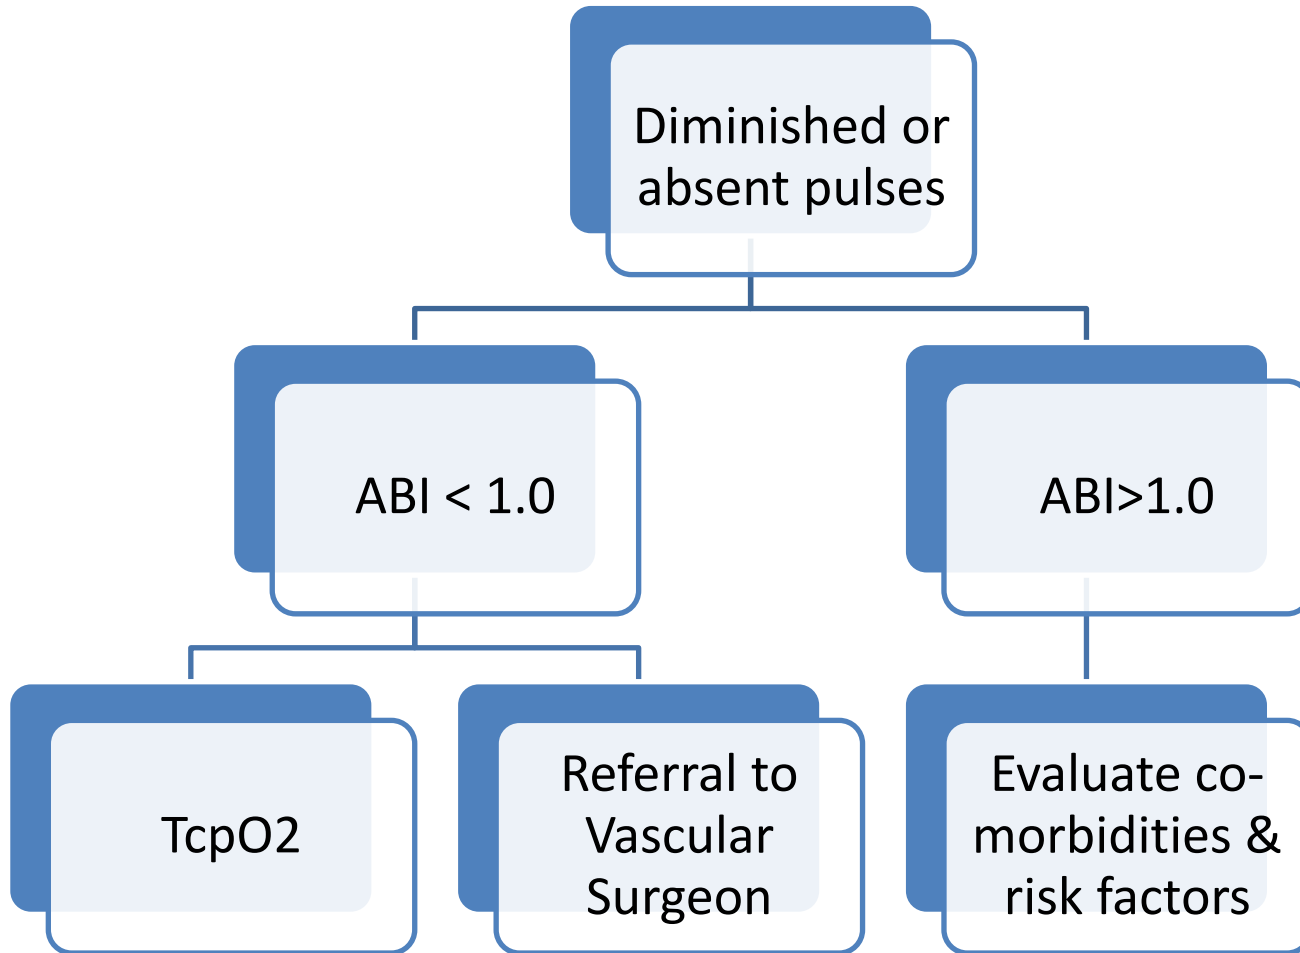 Diminished or
absent pulses
ABI < 1.0
ABI>1.0
TcpO2
Referral to
Vascular
Surgeon
Evaluate co-
morbidities &
risk factors